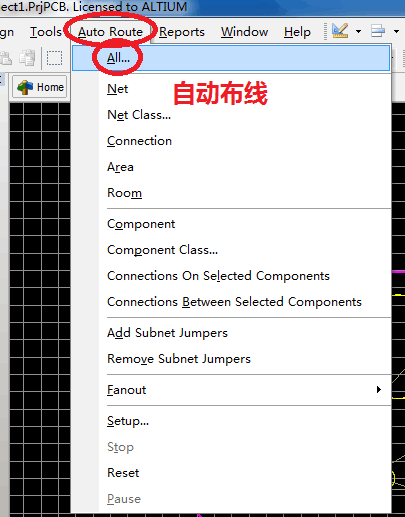 ject1.PrjPCB. Licensed to ALTIUM
gn Tools Auto Route Reports Window Help
All...
Home
自动布线
Net
Net Class...
Connection
Area
Room
Component
Component Class...
Connections On Selected Components
Connections Between Selected Components
Add Subnet Jumpers
Remove Subnet Jumpers
Fanout
Setup...
Stop
Reset
Pause